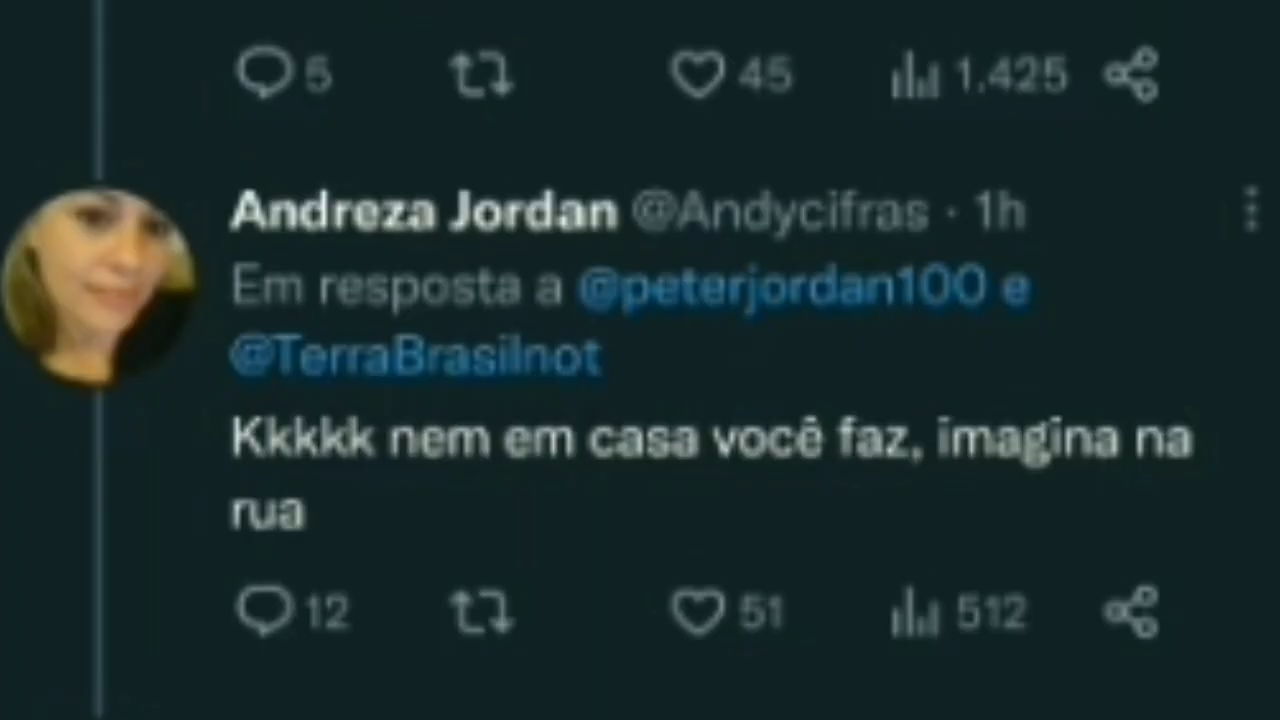 5 45 1.425
Andreza Jordan @Andycifras · 1h
Em resposta a @peterjordan100 e
@TerraBrasilnot
Kkkkk nem em casa você faz, imagina na
rua
12 51 512